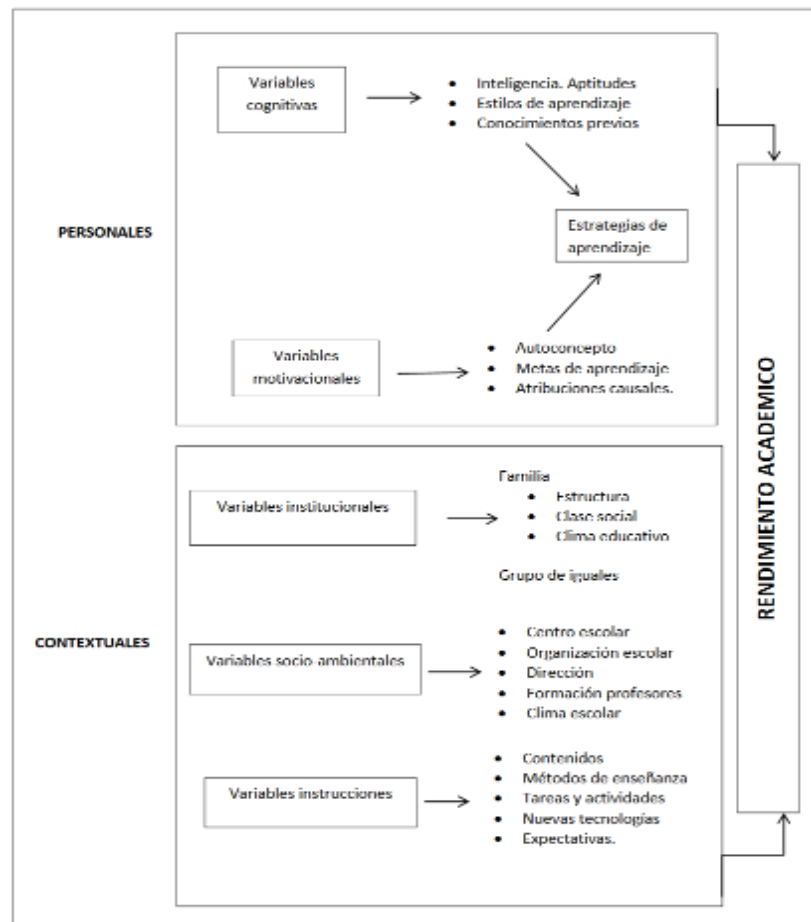 Variables
cognitivas
• Inteligencia. Aptitudes
• Estilos de aprendizaje
• Conocimientos previos
PERSONALES
Estrategias de
aprendizaje
Variables
motivacionales
• Autoconcepto
• Metas de aprendizaje
• Atribuciones causales.
CONTEXTUALES
Variables institucionales
Familia
• Estructura
• Clase social
• Clima educativo
Grupo de iguales
Variables socio-ambientales
• Centro escolar
• Organización escolar
• Dirección
• Formación profesores
• Clima escolar
Variables instrucciones
• Contenidos
• Métodos de enseñanza
• Tareas y actividades
• Nuevas tecnologías
• Expectativas.
RENDIMIENTO ACADEMICO